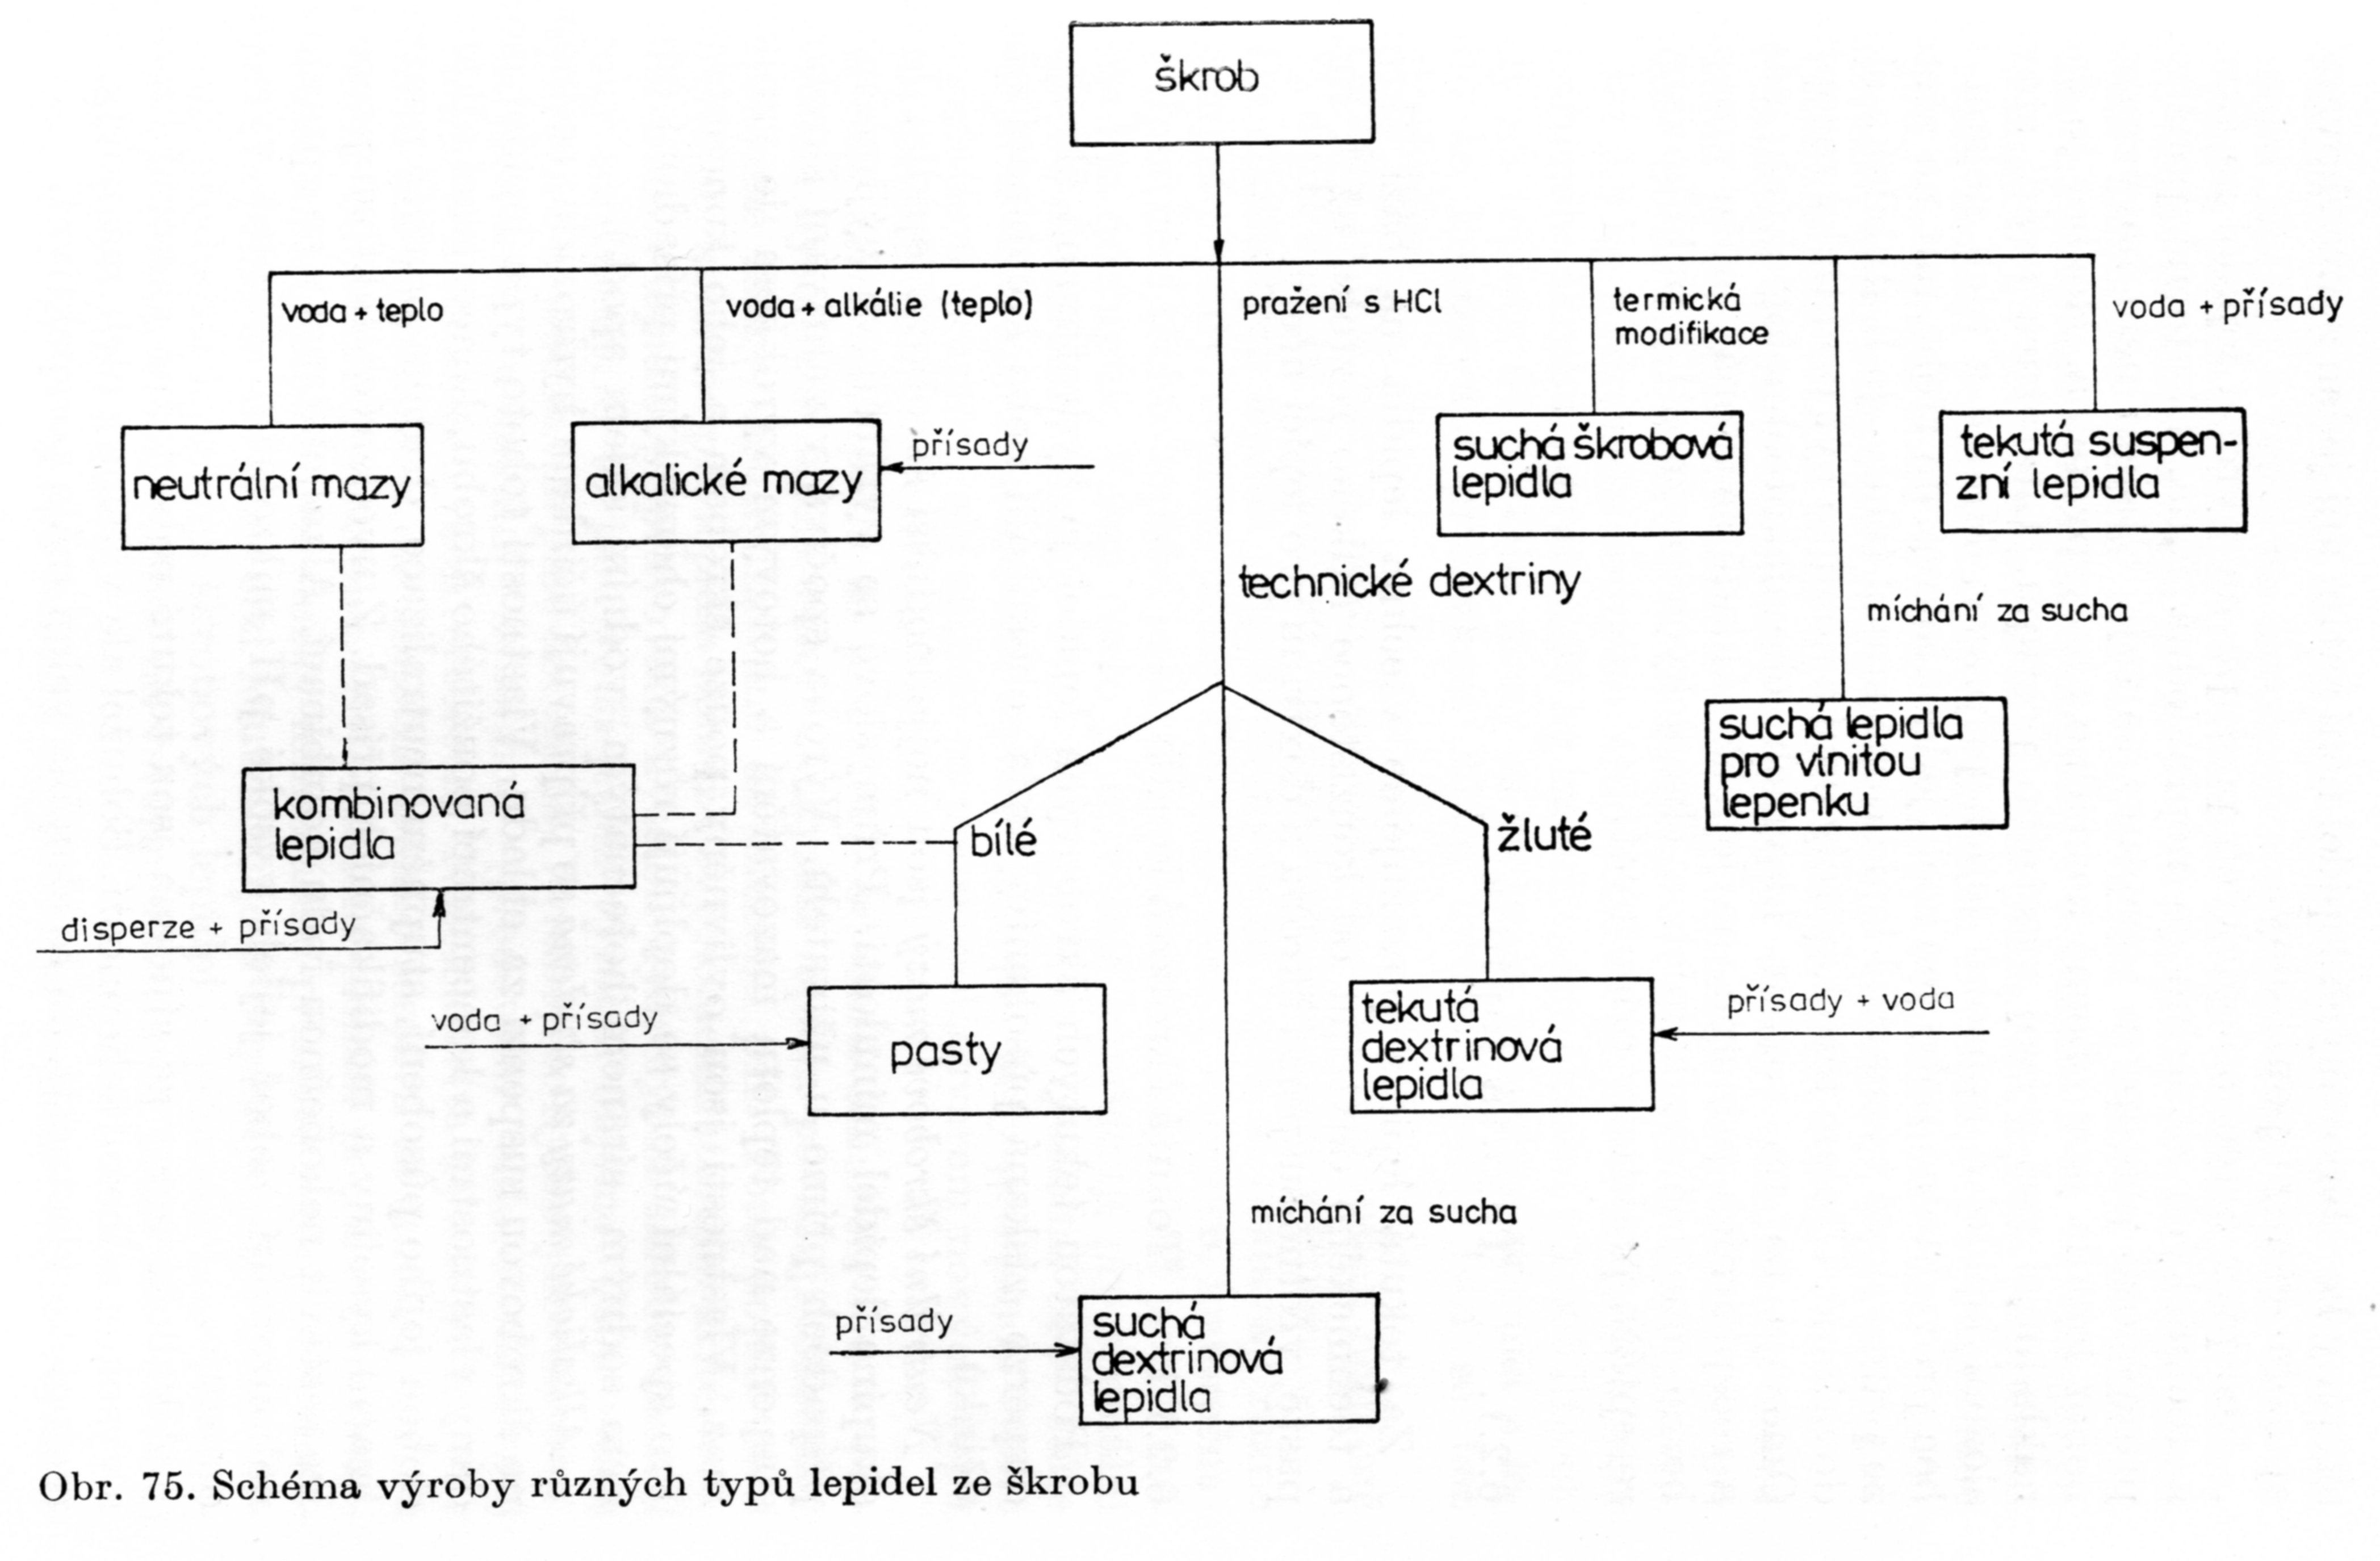 škrob
voda + teplo
voda + alkálie (teplo)
pražení s HCl
termická
modifikace
voda + přísady
neutrální mazy
alkalické mazy
přísady
suchá škrobová
lepidla
tekutá suspen-
zní lepidla
technické dextriny
míchání za sucha
suchá lepidla
pro vlnitou
lepenku
kombinovaná
lepidla
bílé
žluté
disperze + přísady
voda + přísady
pasty
tekutá
dextrinová
lepidla
přísady + voda
míchání za sucha
přísady
suchá
dextrinová
lepidla
Obr. 75. Schéma výroby různých typů lepidel ze škrobu